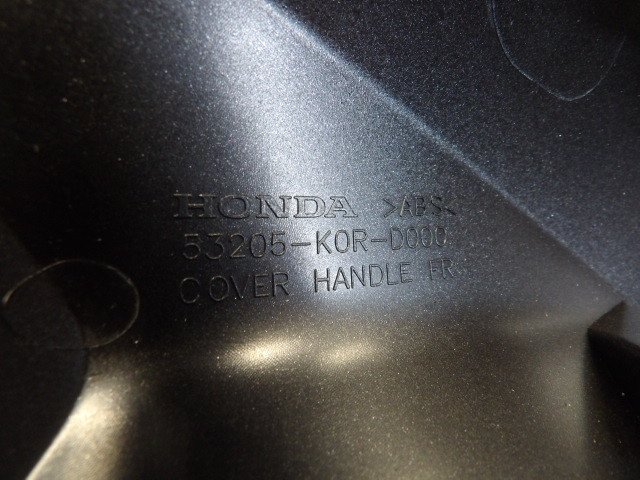 HONDA >ABS<
53205-K0R-D000
COVER HANDLE FR